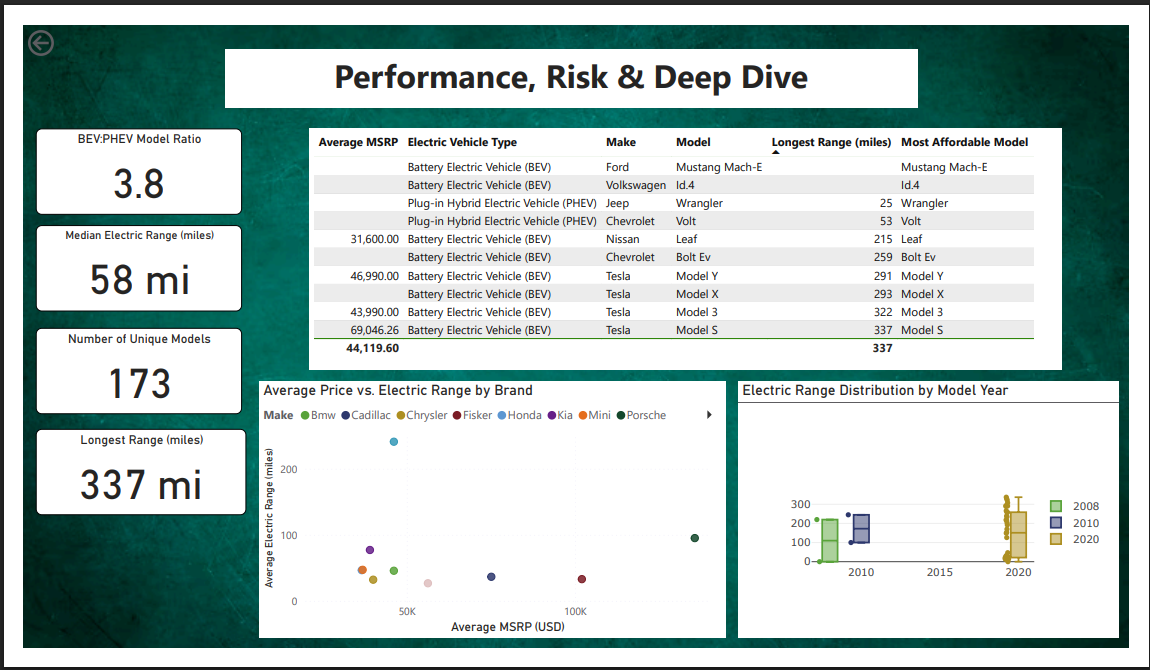 Performance, Risk & Deep Dive
BEV:PHEV Model Ratio
3.8
Median Electric Range (miles)
58 mi
Number of Unique Models
173
Longest Range (miles)
337 mi
Average MSRP Electric Vehicle Type Make Model Longest Range (miles) Most Affordable Model
Battery Electric Vehicle (BEV) Ford Mustang Mach-E Mustang Mach-E
Battery Electric Vehicle (BEV) Volkswagen Id.4 Id.4
Plug-in Hybrid Electric Vehicle (PHEV) Jeep Wrangler 25 Wrangler
Plug-in Hybrid Electric Vehicle (PHEV) Chevrolet Volt 53 Volt
31,600.00 Battery Electric Vehicle (BEV) Nissan Leaf 215 Leaf
Battery Electric Vehicle (BEV) Chevrolet Bolt Ev 259 Bolt Ev
46,990.00 Battery Electric Vehicle (BEV) Tesla Model Y 291 Model Y
Battery Electric Vehicle (BEV) Tesla Model X 293 Model X
43,990.00 Battery Electric Vehicle (BEV) Tesla Model 3 322 Model 3
69,046.26 Battery Electric Vehicle (BEV) Tesla Model S 337 Model S
44,119.60 337
Average Price vs. Electric Range by Brand
Make Bmw Cadillac Chrysler Fisker Honda Kia Mini Porsche
Average Electric Range (miles)
200
100
0
50K 100K
Average MSRP (USD)
Electric Range Distribution by Model Year
300
200
100
0
2010 2015 2020
2008
2010
2020